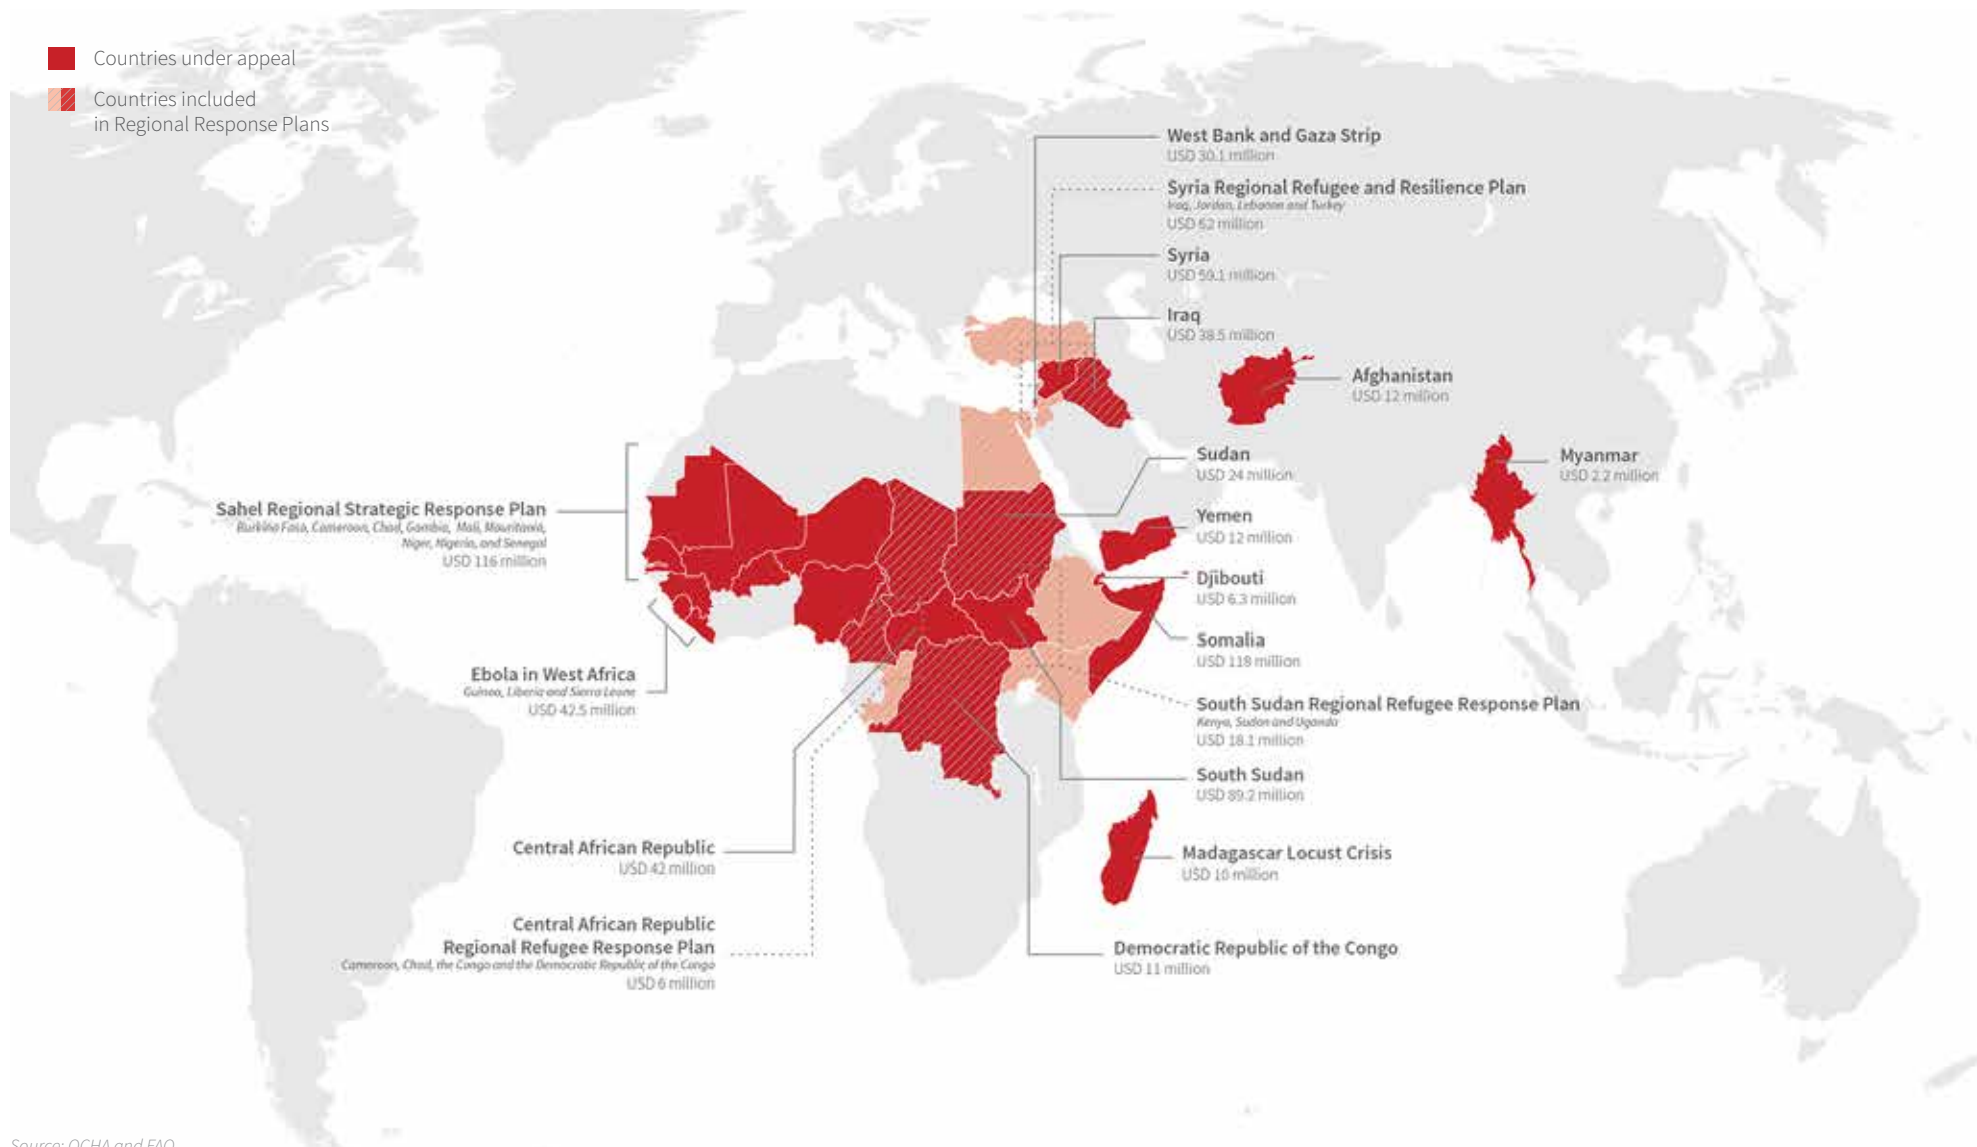 Countries under appeal
Countries included
in Regional Response Plans
West Bank and Gaza Strip
USD 30.1 million
Syria Regional Refugee and Resilience Plan
Iraq, Jordan, Lebanon and Turkey
USD 62 million
Syria
USD 59.1 million
Iraq
USD 38.5 million
Afghanistan
USD 12 million
Myanmar
USD 2.2 million
Sudan
USD 24 million
Yemen
USD 12 million
Djibouti
USD 6.3 million
Somalia
USD 118 million
South Sudan Regional Refugee Response Plan
Kenya, Sudan and Uganda
USD 18.1 million
South Sudan
USD 89.2 million
Madagascar Locust Crisis
USD 10 million
Democratic Republic of the Congo
USD 11 million
Sahel Regional Strategic Response Plan
Burkina Faso, Cameroon, Chad, Gambia, Mali, Mauritania,
Niger, Nigeria, and Senegal
USD 116 million
Ebola in West Africa
Guinea, Liberia and Sierra Leone
USD 42.5 million
Central African Republic
USD 42 million
Central African Republic
Regional Refugee Response Plan
Cameroon, Chad, the Congo and the Democratic Republic of the Congo
USD 6 million
Source: OCHA and FAO